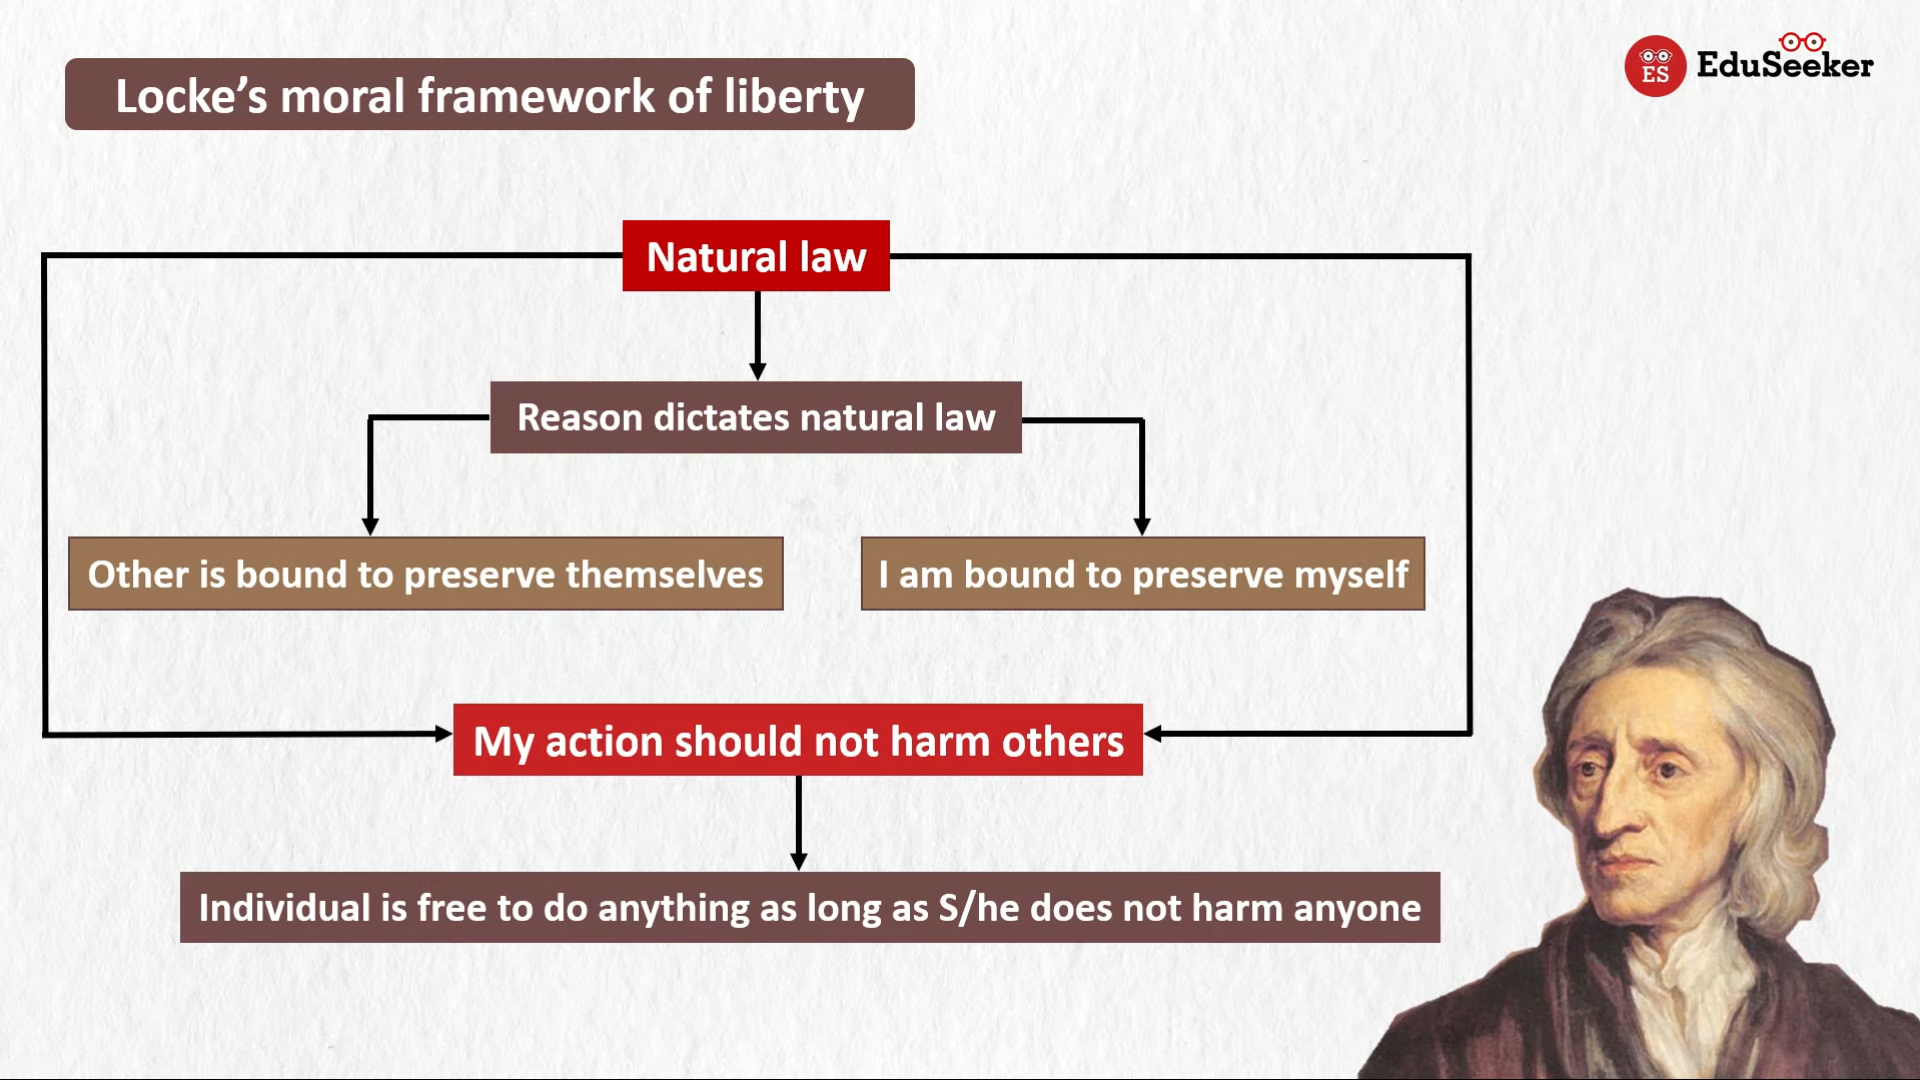 Locke’s moral framework of liberty
ES EduSeeker
Natural law
Reason dictates natural law
Other is bound to preserve themselves
I am bound to preserve myself
My action should not harm others
Individual is free to do anything as long as S/he does not harm anyone